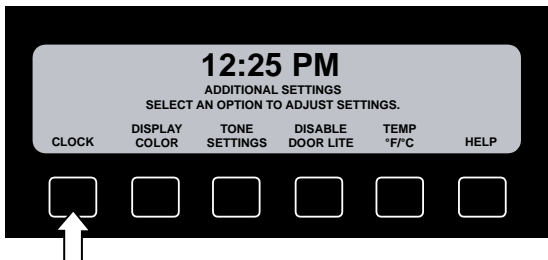 12:25 PM
ADDITIONAL SETTINGS
SELECT AN OPTION TO ADJUST SETTINGS.
CLOCK
DISPLAY
COLOR
TONE
SETTINGS
DISABLE
DOOR LITE
TEMP
°F/°C
HELP